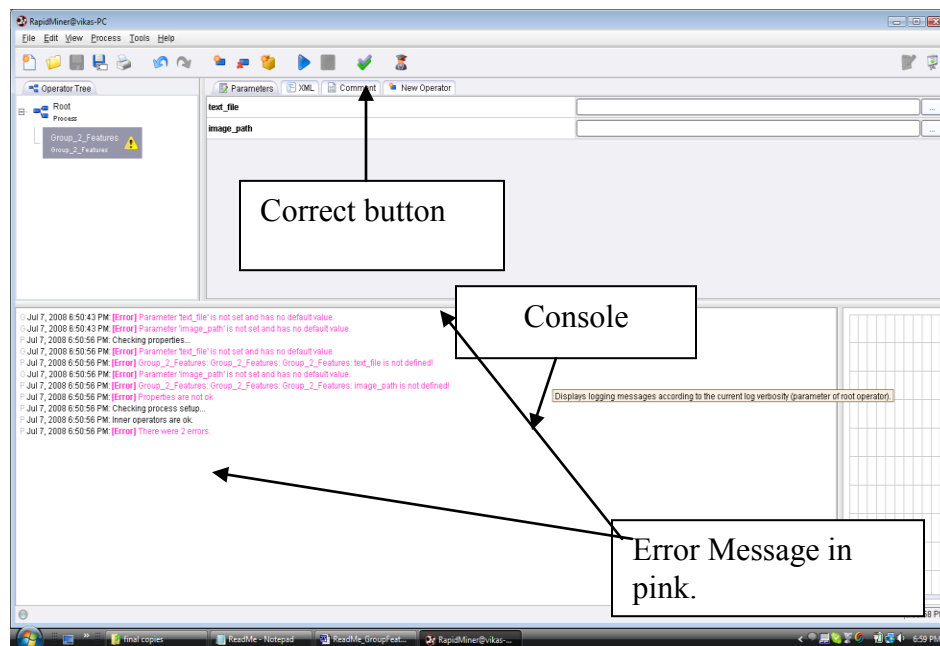 RapidMiner@vikas-PC
File Edit View Process Tools Help
Operator Tree
Parameters XML Comment New Operator
Root
Process
Group_2_Features
Group_2_Features
text_file
...
image_path
...
Correct button
Console
G Jul 7, 2008 6:50:43 PM: [Error] Parameter 'text_file' is not set and has no default value.
G Jul 7, 2008 6:50:43 PM: [Error] Parameter 'image_path' is not set and has no default value.
P Jul 7, 2008 6:50:56 PM: Checking properties...
G Jul 7, 2008 6:50:56 PM: [Error] Parameter 'text_file' is not set and has no default value.
P Jul 7, 2008 6:50:56 PM: [Error] Group_2_Features: Group_2_Features: Group_2_Features: text_file is not defined!
G Jul 7, 2008 6:50:56 PM: [Error] Parameter 'image_path' is not set and has no default value.
P Jul 7, 2008 6:50:56 PM: [Error] Group_2_Features: Group_2_Features: Group_2_Features: image_path is not defined!
P Jul 7, 2008 6:50:56 PM: [Error] Properties are not ok
P Jul 7, 2008 6:50:56 PM: Checking process setup...
P Jul 7, 2008 6:50:56 PM: Inner operators are ok.
P Jul 7, 2008 6:50:56 PM: [Error] There were 2 errors.
Displays logging messages according to the current log verbosity (parameter of root operator).
Error Message in
pink.
final copies
ReadMe - Notepad
ReadMe_GroupFeat...
RapidMiner@vikas-...
6:59 PM